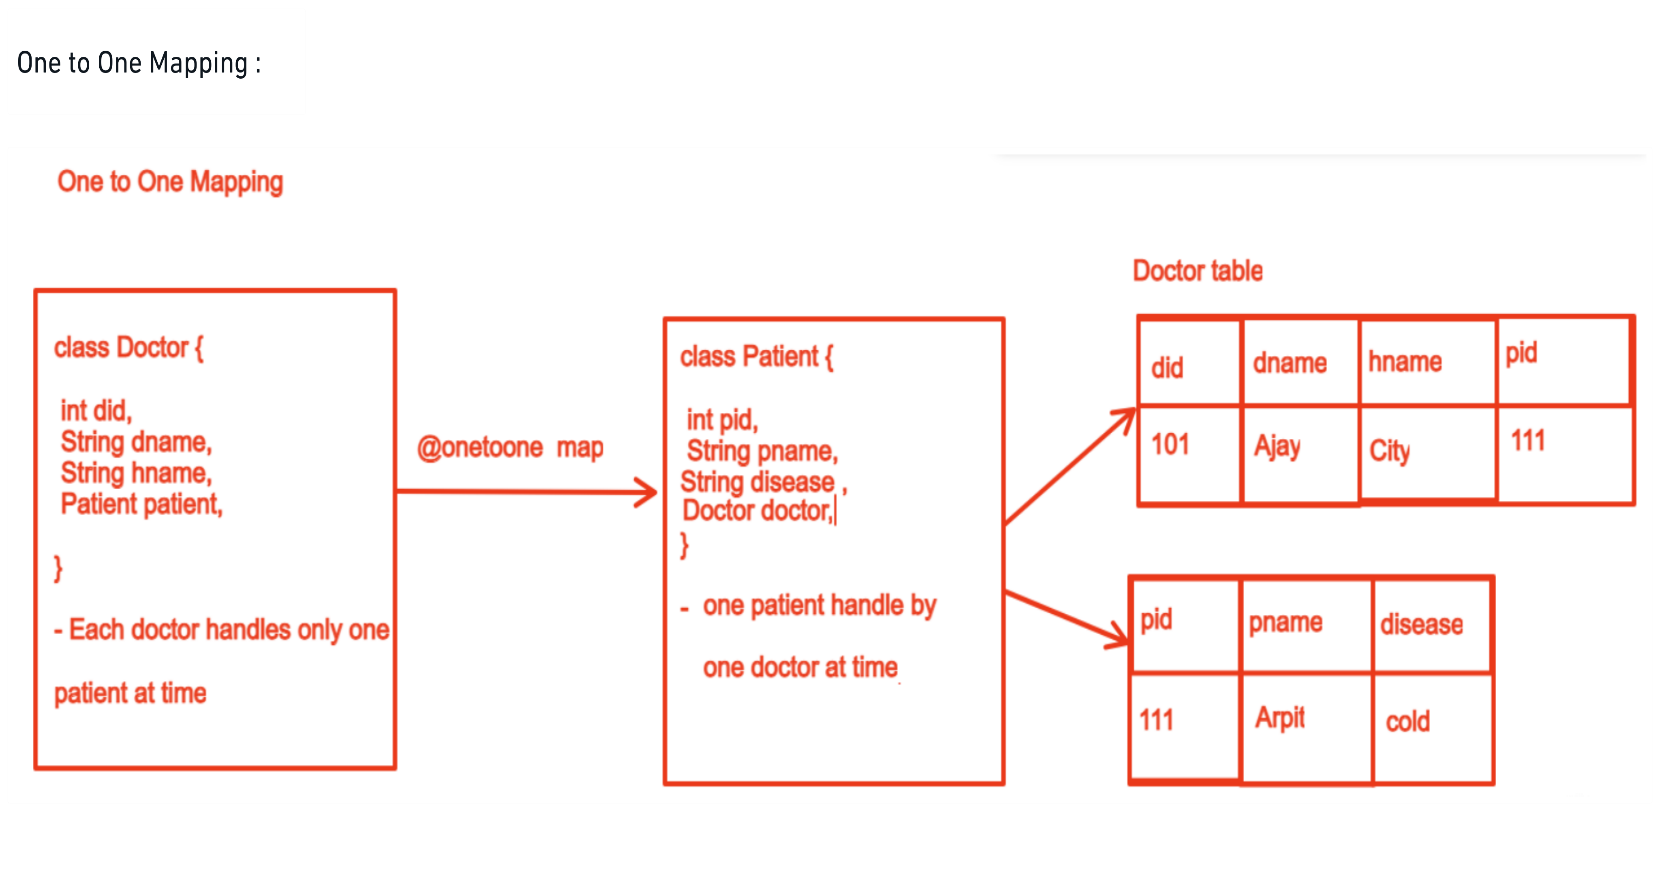 One to One Mapping :
One to One Mapping
class Doctor {
int did,
String dname,
String hname,
Patient patient,
}
- Each doctor handles only one
patient at time
@onetoone map
class Patient {
int pid,
String pname,
String disease ,
Doctor doctor,
}
- one patient handle by
one doctor at time
Doctor table
did dname hname pid
101 Ajay City 111
pid pname disease
111 Arpit cold